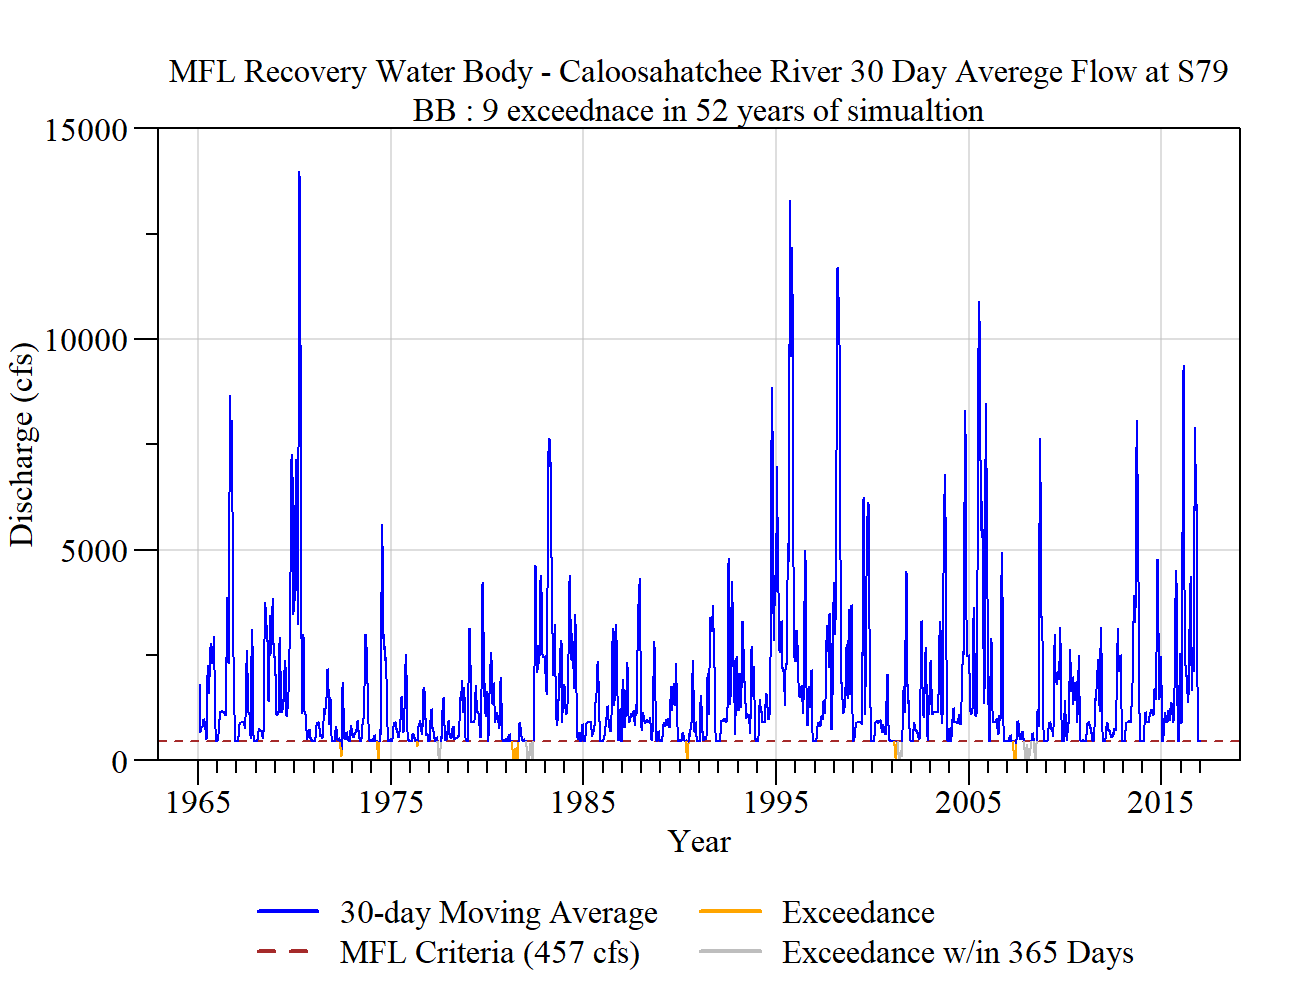 MFL Recovery Water Body - Caloosahatchee River 30 Day Averege Flow at S79
BB : 9 exceednace in 52 years of simualtion
15000
10000
5000
0
Discharge (cfs)
1965 1975 1985 1995 2005 2015
Year
30-day Moving Average
Exceedance
MFL Criteria (457 cfs)
Exceedance w/in 365 Days